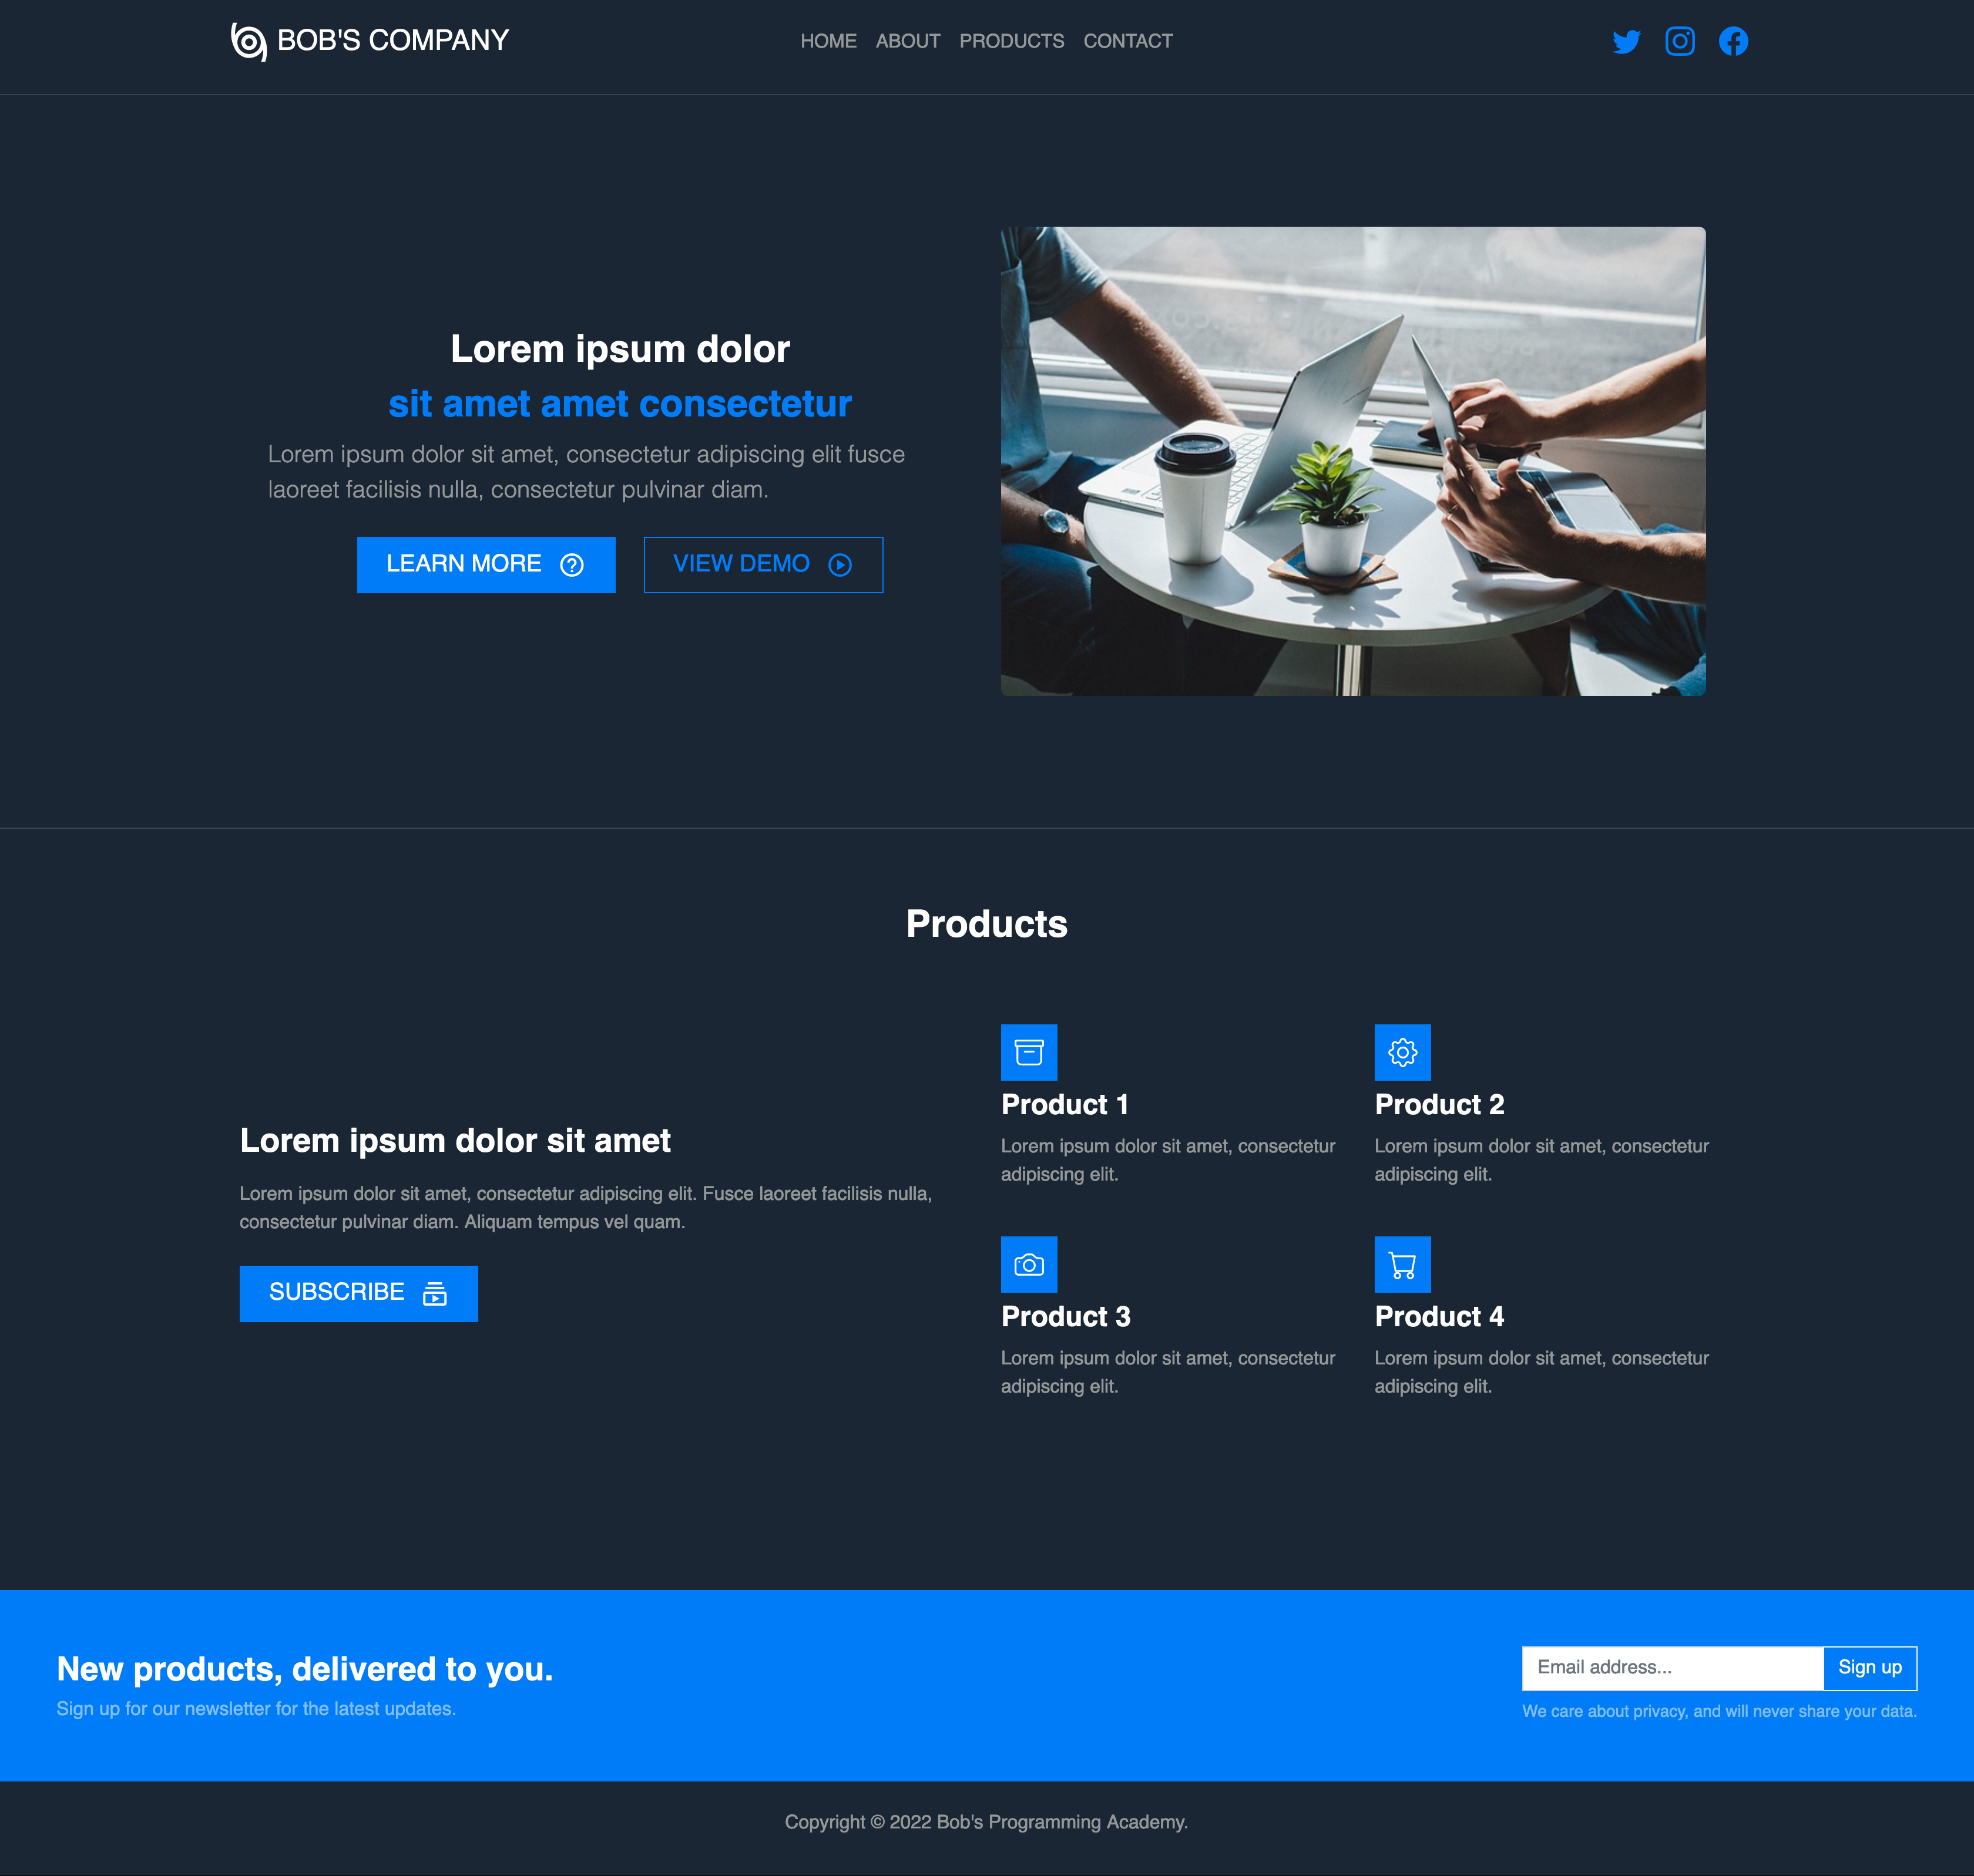 BOB'S COMPANY
HOME ABOUT PRODUCTS CONTACT
Lorem ipsum dolor
sit amet amet consectetur
Lorem ipsum dolor sit amet, consectetur adipiscing elit fusce
laoreet facilisis nulla, consectetur pulvinar diam.
LEARN MORE
VIEW DEMO
Products
Lorem ipsum dolor sit amet
Lorem ipsum dolor sit amet, consectetur adipiscing elit. Fusce laoreet facilisis nulla,
consectetur pulvinar diam. Aliquam tempus vel quam.
SUBSCRIBE
Product 1
Lorem ipsum dolor sit amet, consectetur
adipiscing elit.
Product 2
Lorem ipsum dolor sit amet, consectetur
adipiscing elit.
Product 3
Lorem ipsum dolor sit amet, consectetur
adipiscing elit.
Product 4
Lorem ipsum dolor sit amet, consectetur
adipiscing elit.
New products, delivered to you.
Sign up for our newsletter for the latest updates.
Email address...
Sign up
We care about privacy, and will never share your data.
Copyright © 2022 Bob's Programming Academy.